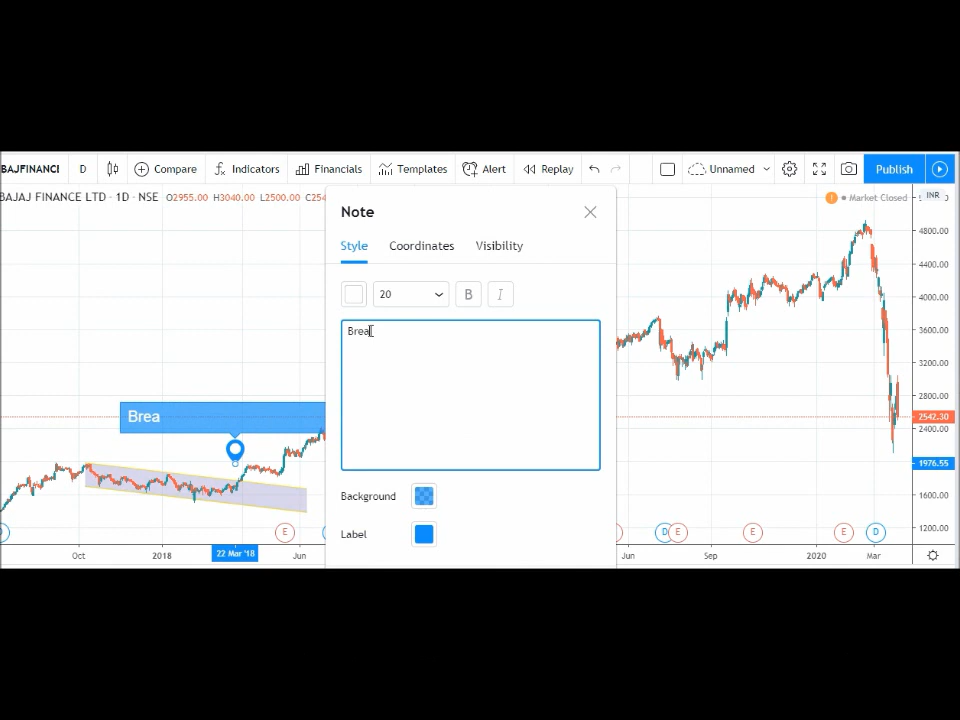 BAJFINANCI D Compare Indicators Financials Templates Alert Replay Unnamed Publish
BAJAJ FINANCE LTD · 1D · NSE O2955.00 H3040.00 L2500.00 C254
Market Closed INR
Note
Style Coordinates Visibility
20 B I
Brea
Brea
Background
Label
4800.00
4400.00
4000.00
3600.00
3200.00
2800.00
2542.30
2400.00
1976.55
1600.00
1200.00
E D E E E D
Oct 2018 22 Mar '18 Jun Jun Sep 2020 Mar